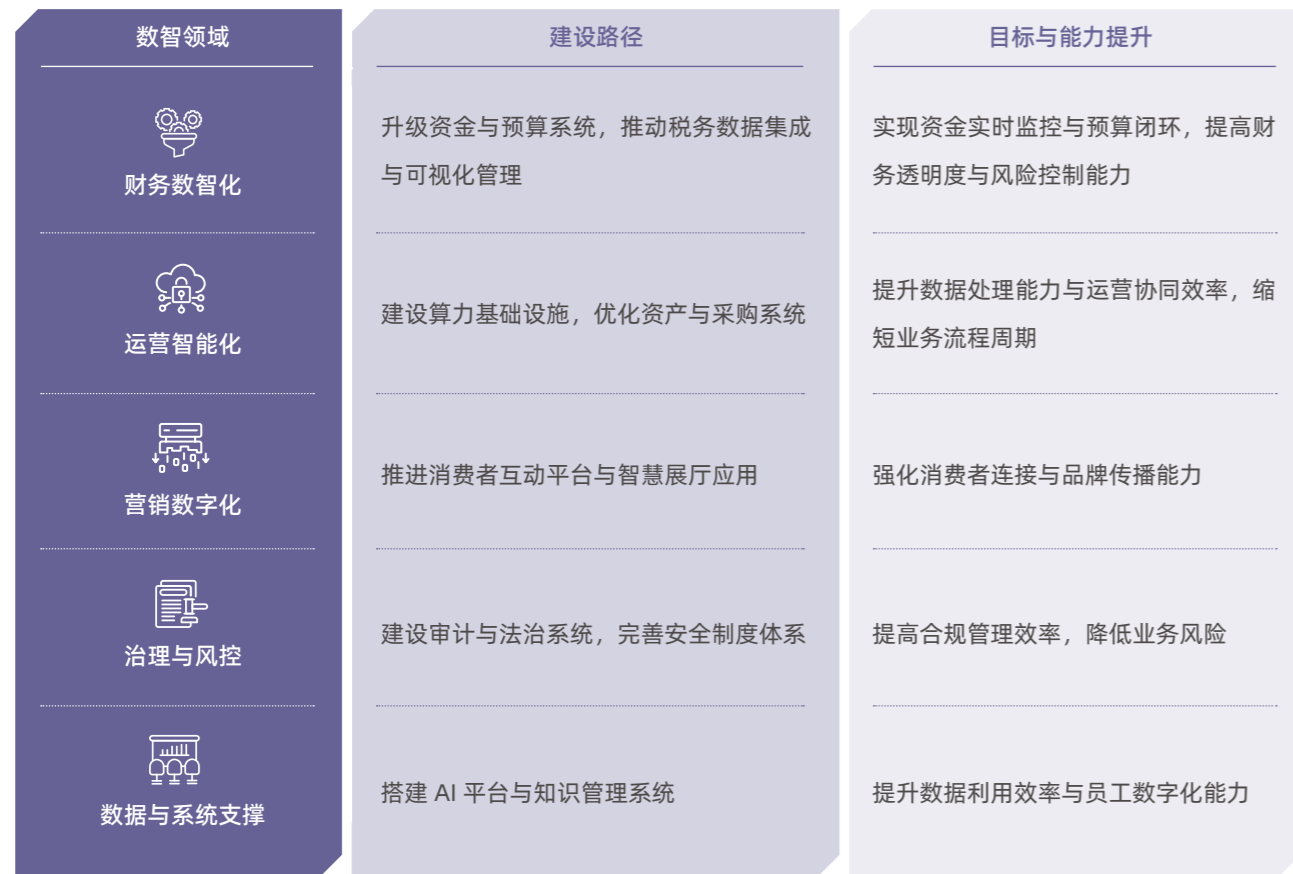 数智领域
建设路径
目标与能力提升
财务数智化
升级资金与预算系统，推动税务数据集成
与可视化管理
实现资金实时监控与预算闭环，提高财
务透明度与风险控制能力
运营智能化
建设算力基础设施，优化资产与采购系统
提升数据处理能力与运营协同效率，缩
短业务流程周期
营销数字化
推进消费者互动平台与智慧展厅应用
强化消费者连接与品牌传播能力
治理与风控
建设审计与法治系统，完善安全制度体系
提高合规管理效率，降低业务风险
数据与系统支撑
搭建 AI 平台与知识管理系统
提升数据利用效率与员工数字化能力